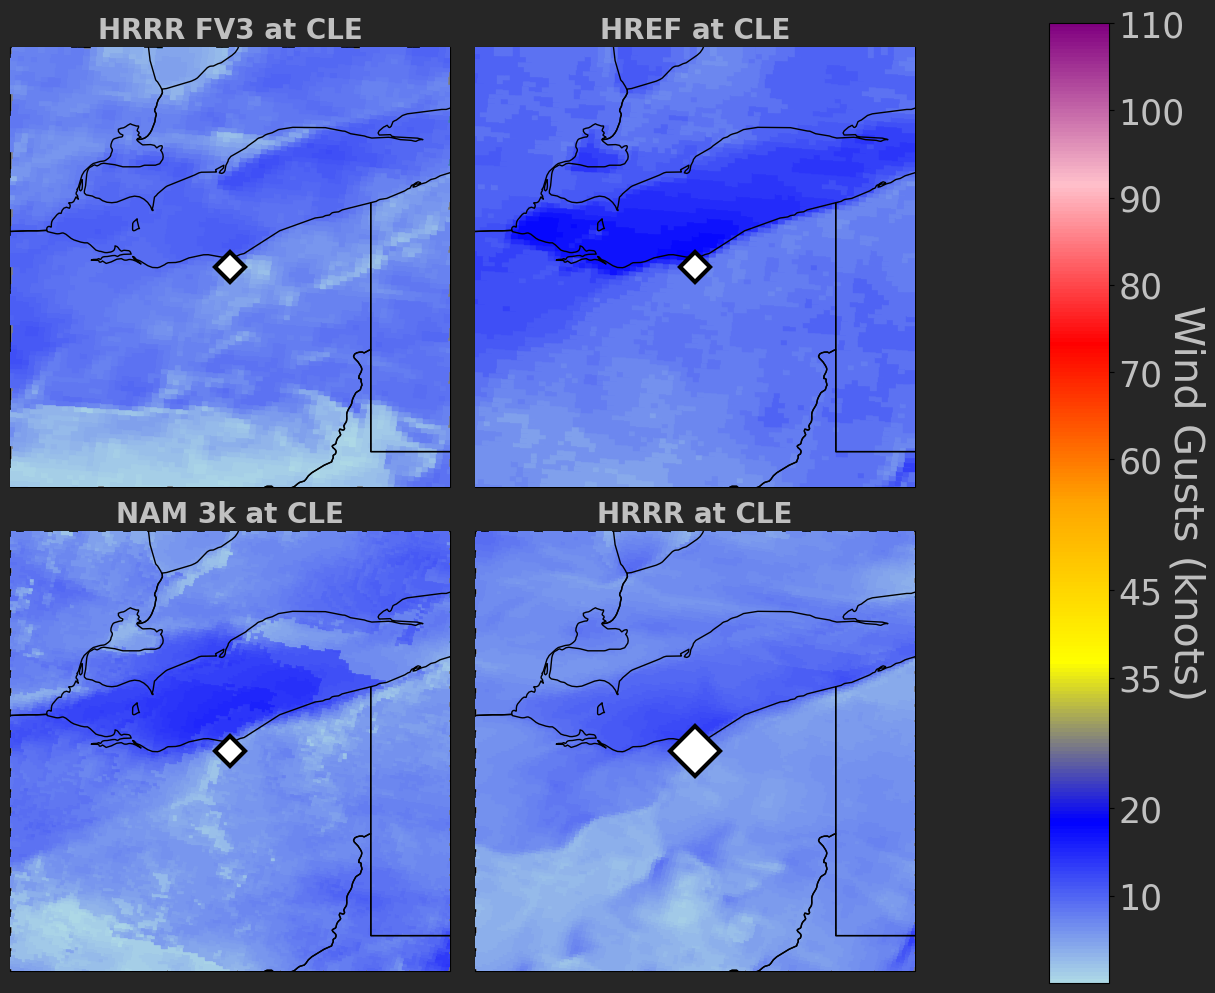 HRRR FV3 at CLE
HREF at CLE
NAM 3k at CLE
HRRR at CLE
110
100
90
80
70
60
45
35
20
10
Wind Gusts (knots)